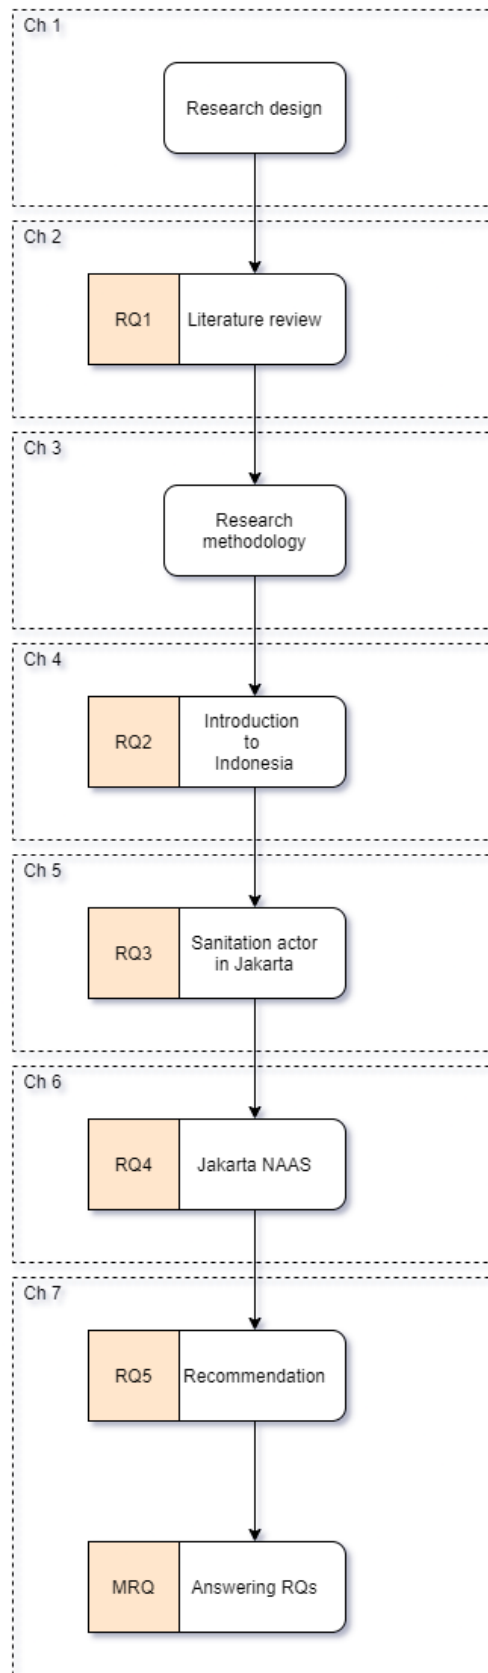 Ch 1
Research design
Ch 2
RQ1
Literature review
Ch 3
Research
methodology
Ch 4
RQ2
Introduction
to
Indonesia
Ch 5
RQ3
Sanitation actor
in Jakarta
Ch 6
RQ4
Jakarta NAAS
Ch 7
RQ5
Recommendation
MRQ
Answering RQs